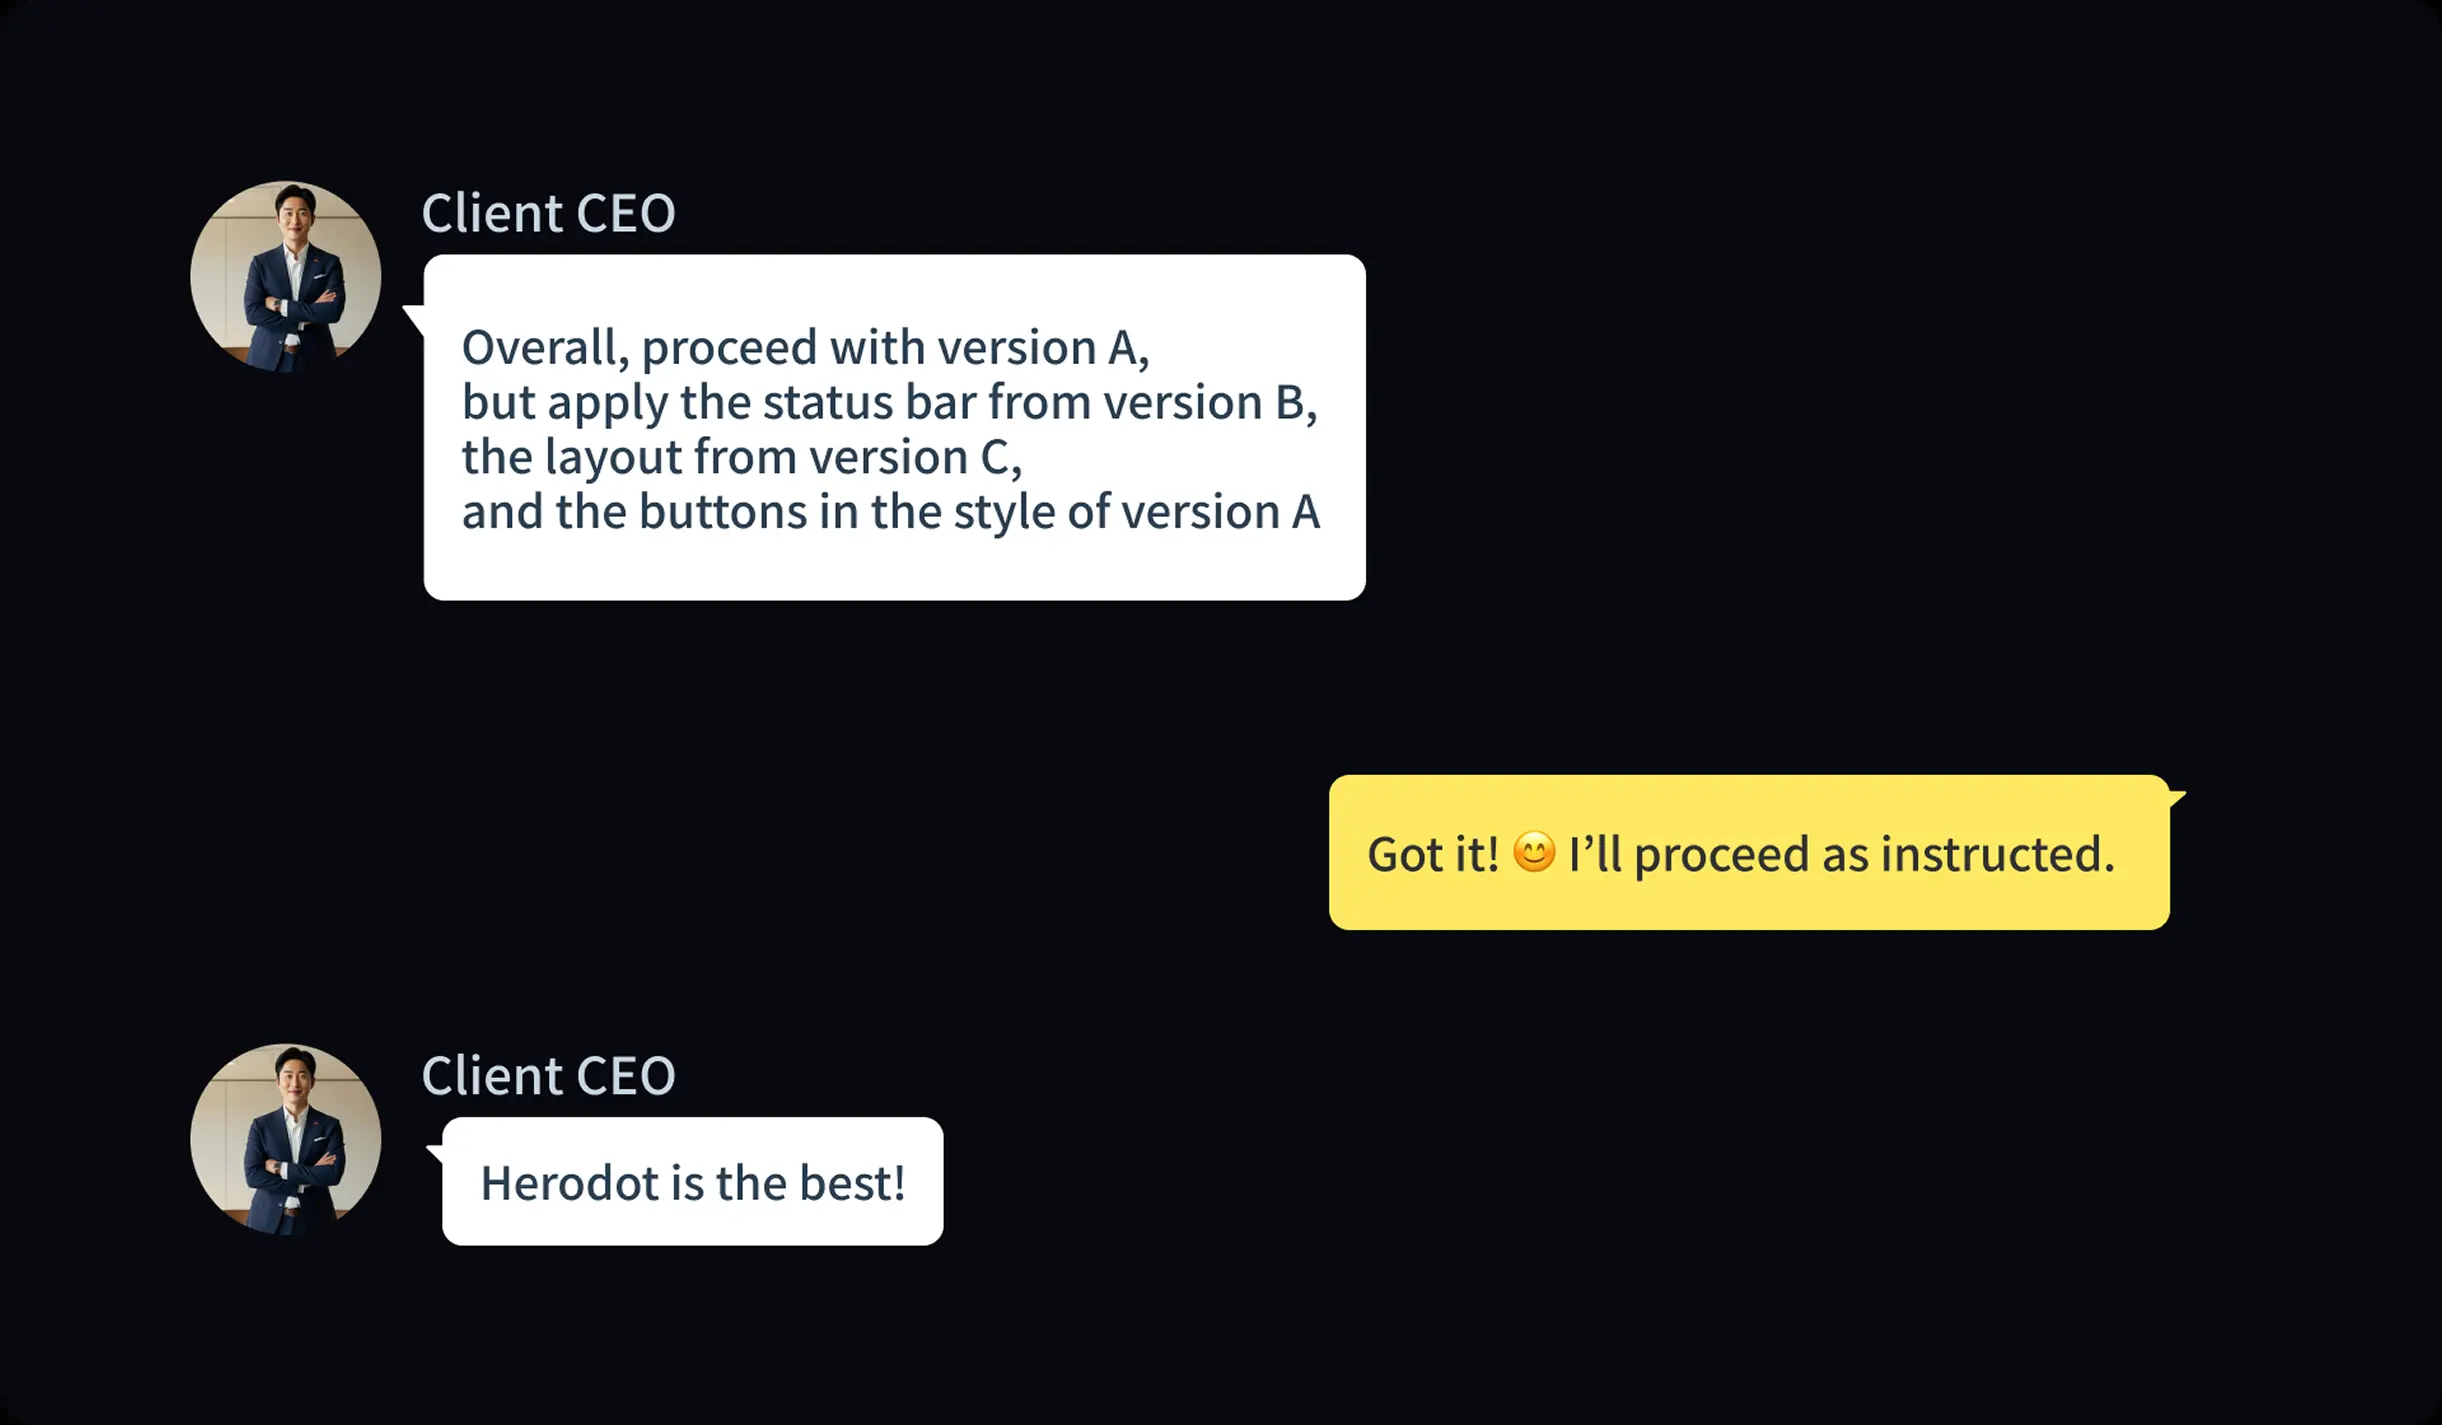 Client CEO
Overall, proceed with version A,
but apply the status bar from version B,
the layout from version C,
and the buttons in the style of version A
Got it! 😊 I’ll proceed as instructed.
Client CEO
Herodot is the best!